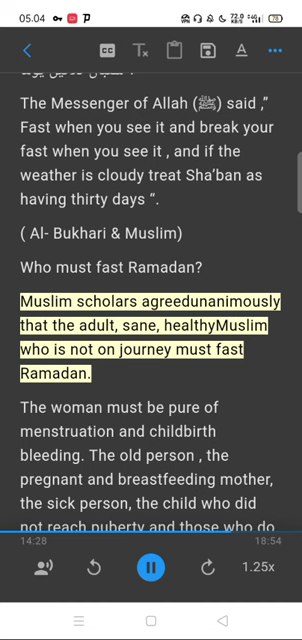 05.04
72.0
CC
The Messenger of Allah (ﷺ) said ,”
Fast when you see it and break your
fast when you see it , and if the
weather is cloudy treat Sha’ban as
having thirty days “.
( Al- Bukhari & Muslim)
Who must fast Ramadan?
Muslim scholars agreedunanimously
that the adult, sane, healthyMuslim
who is not on journey must fast
Ramadan.
The woman must be pure of
menstruation and childbirth
bleeding. The old person , the
pregnant and breastfeeding mother,
the sick person, the child who did
not reach puberty and those who do
14:28
18:54
1.25x